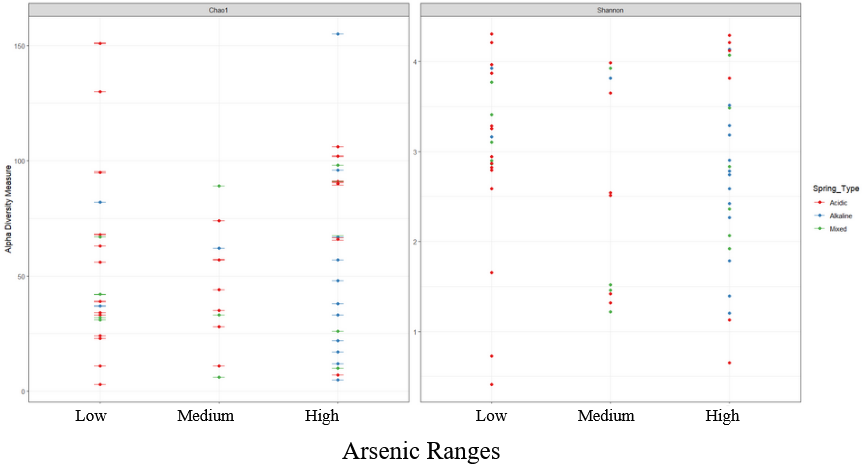 Chao1
Shannon
Alpha Diversity Measure
150
100
50
0
4
3
2
1
Low Medium High
Low Medium High
Arsenic Ranges
Spring_Type
Acidic
Alkaline
Mixed